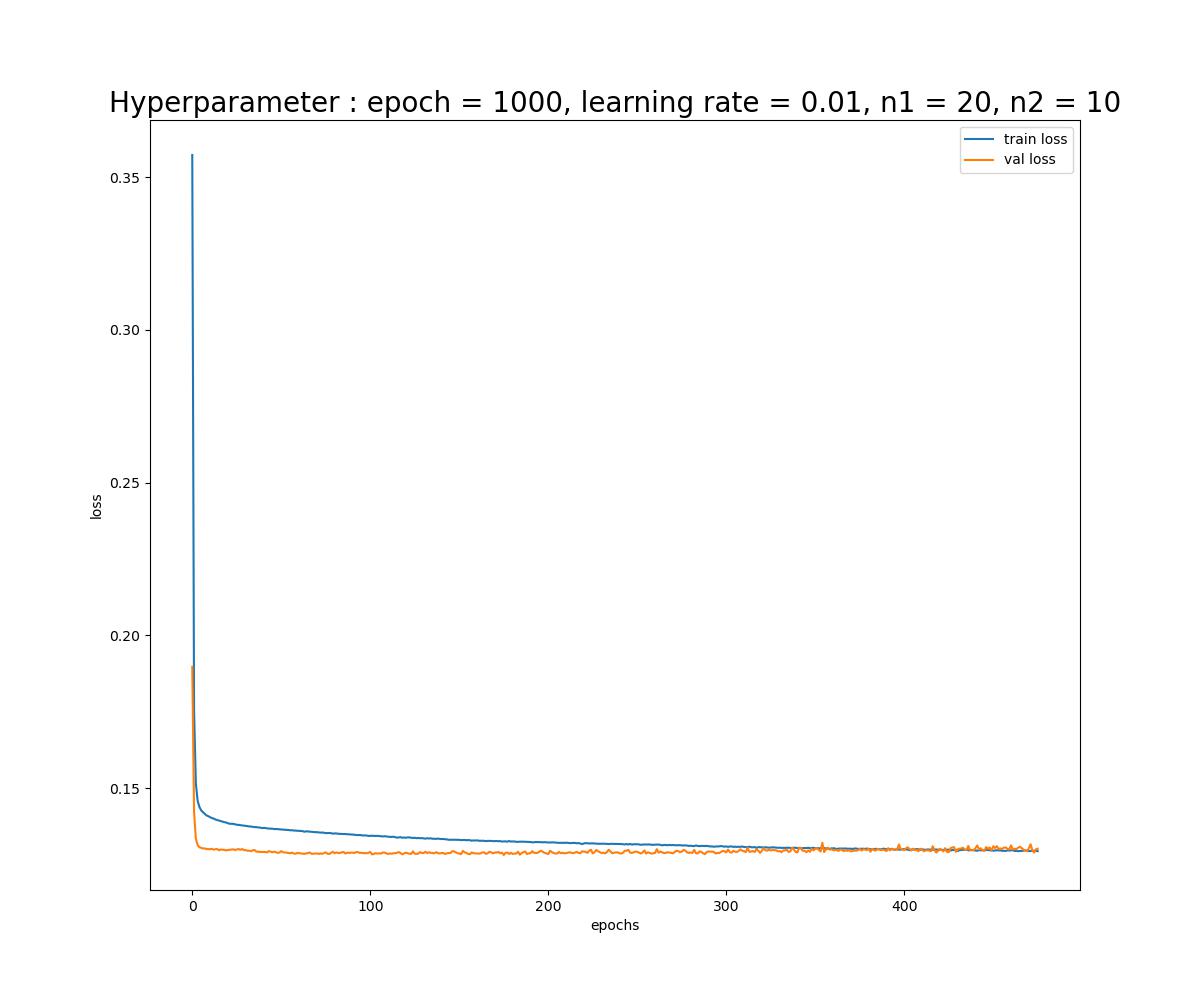 Hyperparameter : epoch = 1000, learning rate = 0.01, n1 = 20, n2 = 10
train loss
val loss
0.35
0.30
0.25
0.20
0.15
loss
0
100
200
300
400
epochs